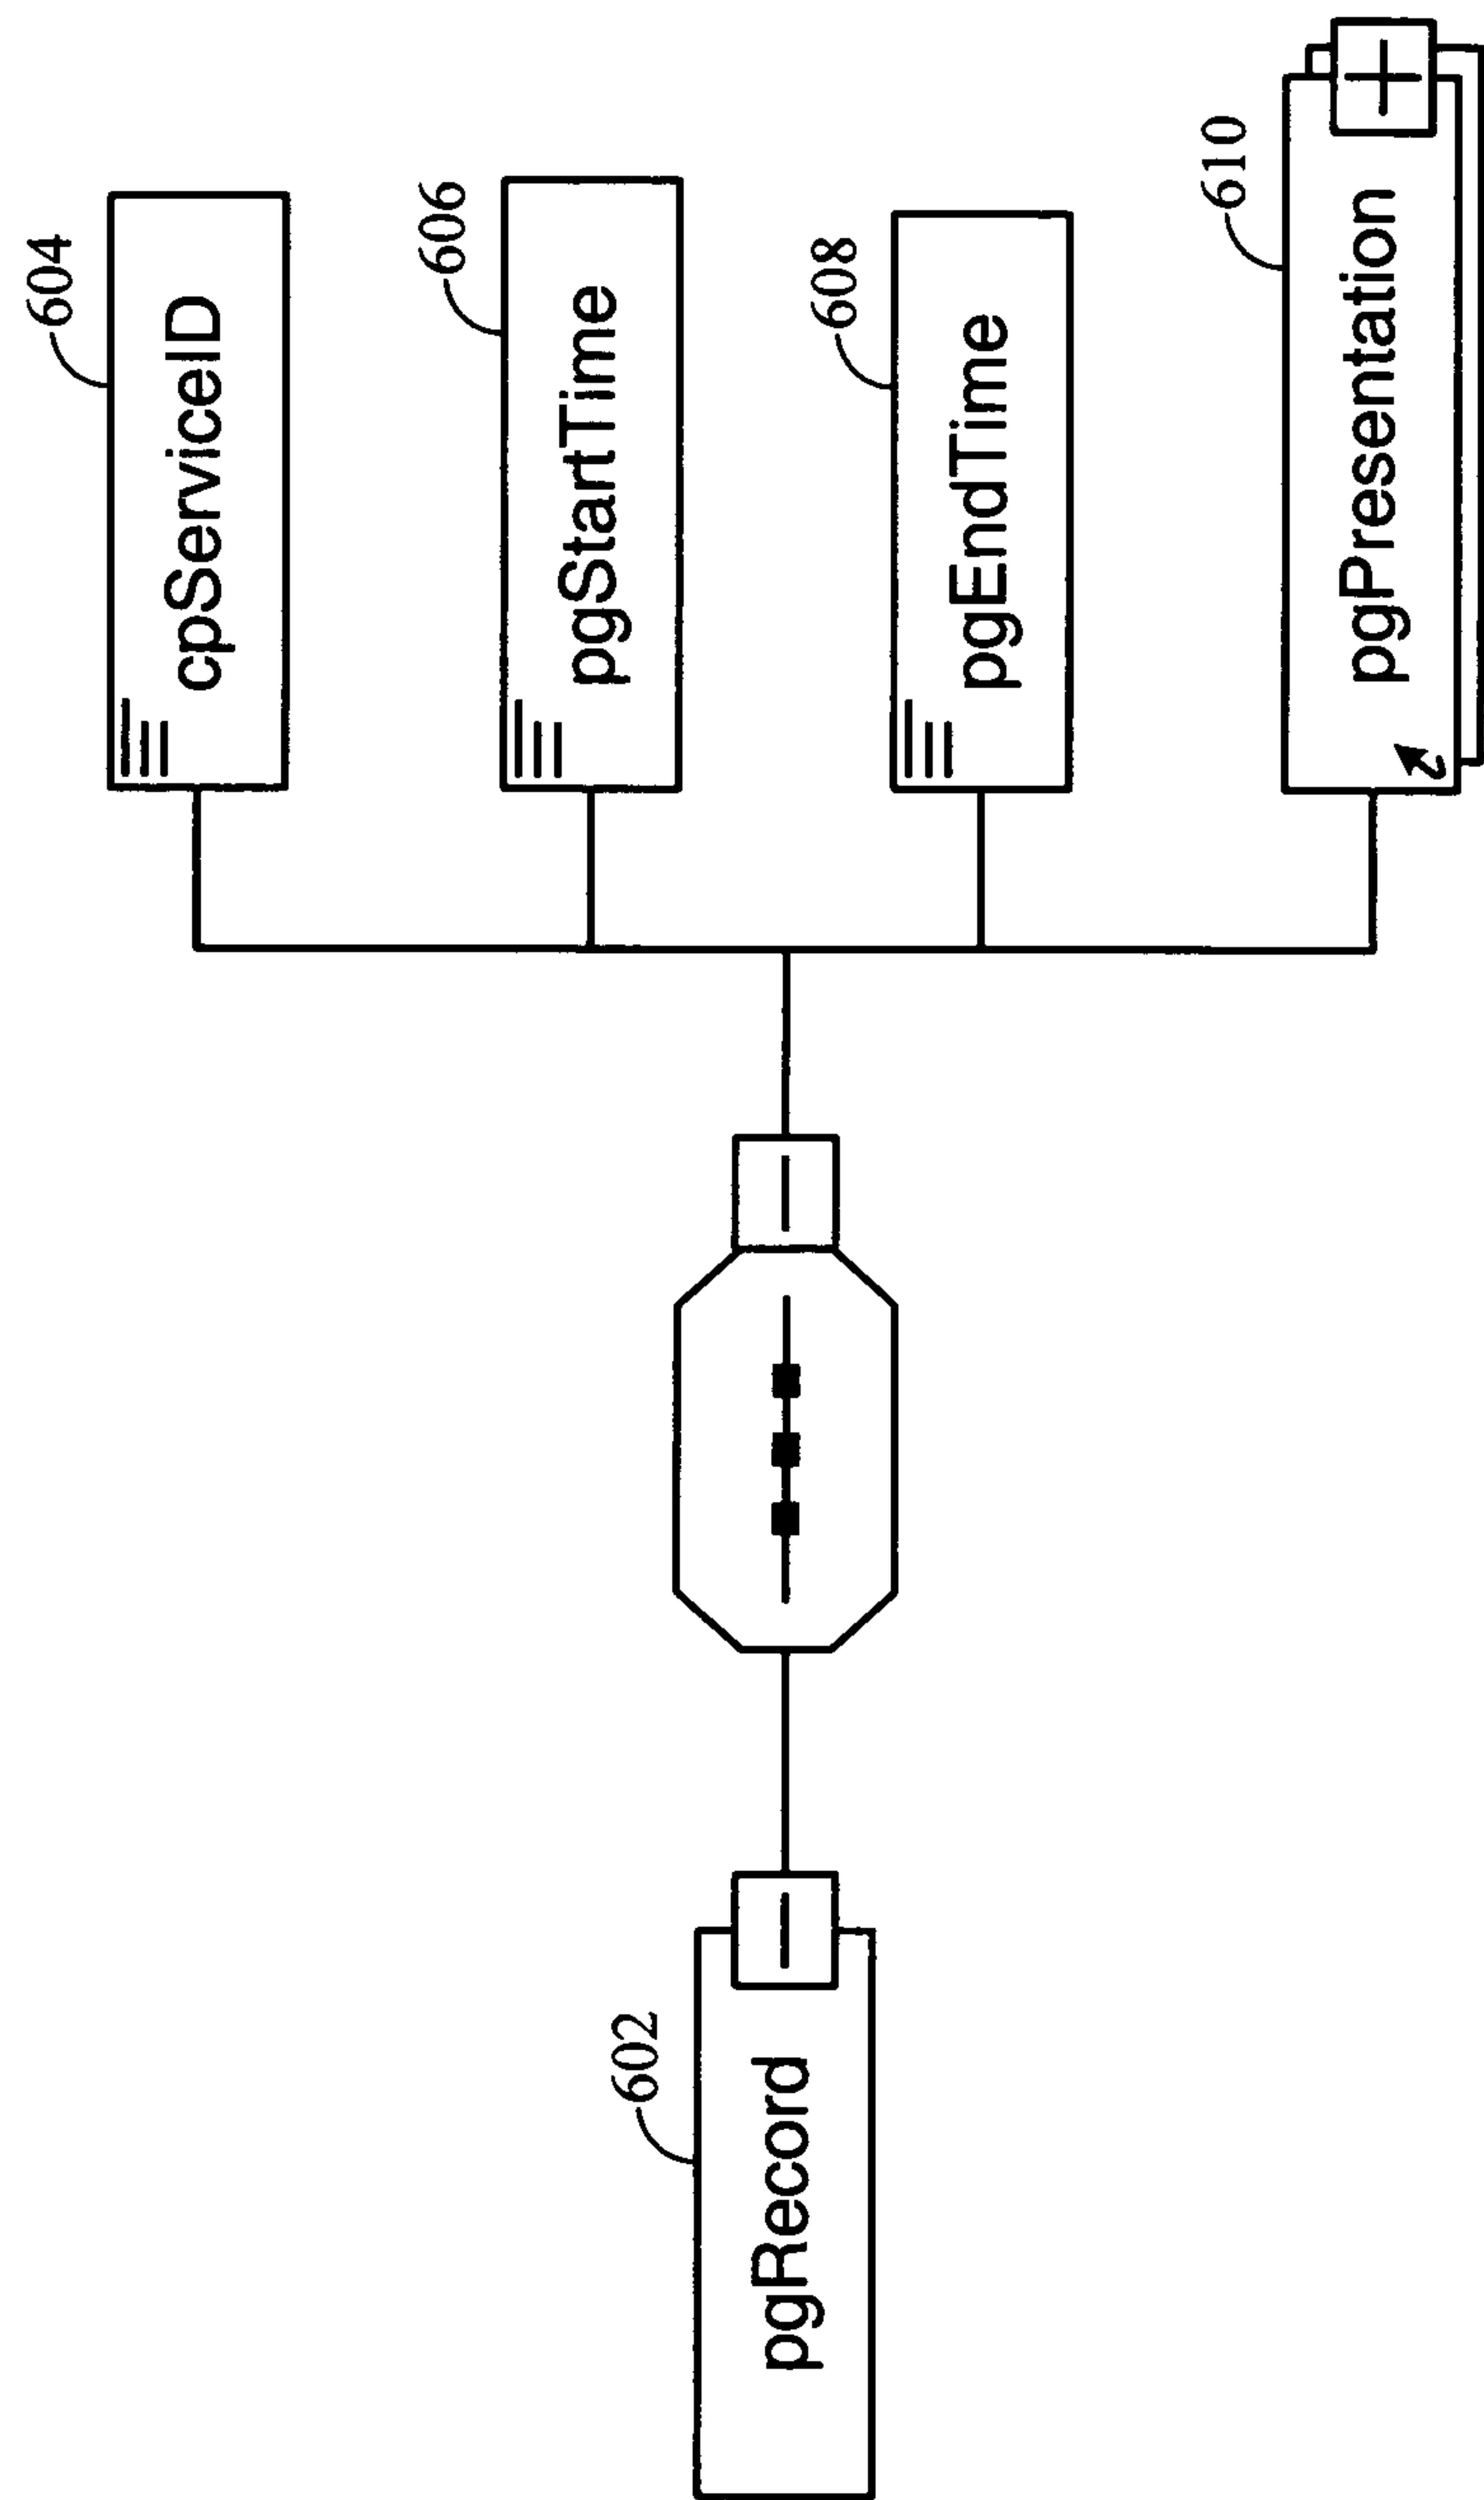 604
cpServiceID
606
pgStartTime
602
pgRecord
608
pgEndTime
610
pgPresentation